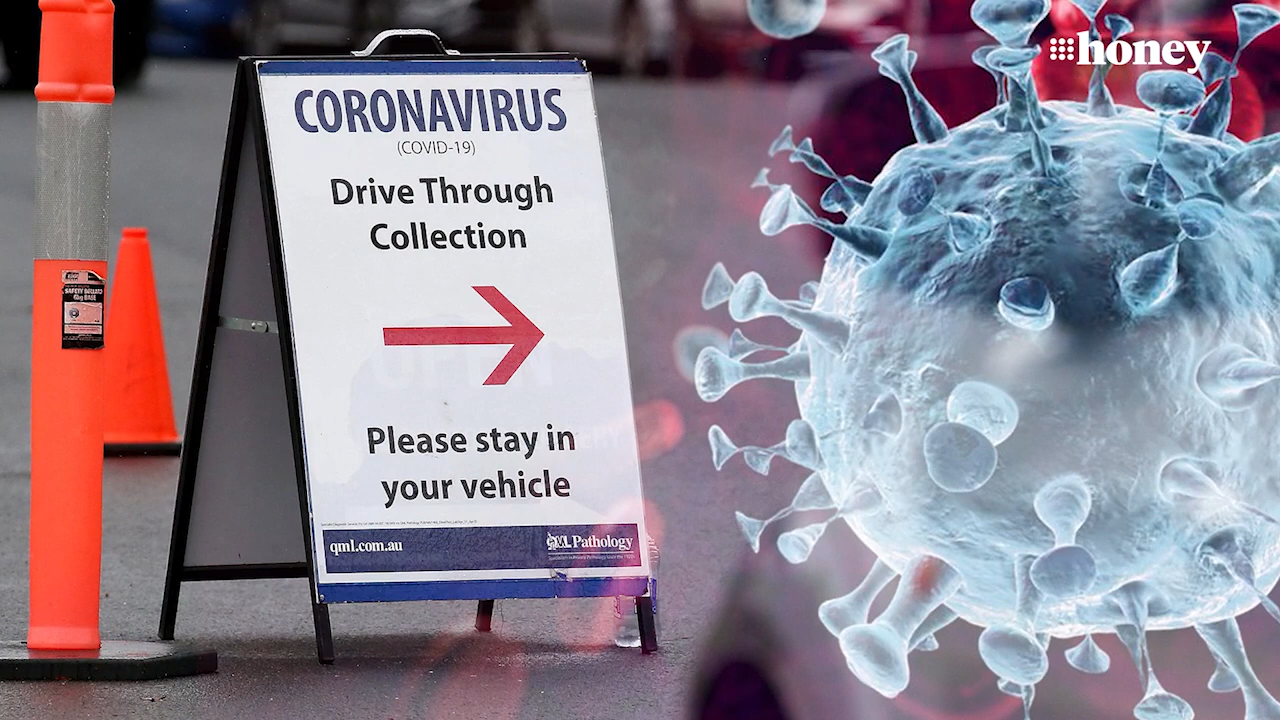 honey
CORONAVIRUS
(COVID-19)
Drive Through
Collection
Please stay in
your vehicle
qml.com.au
QML Pathology